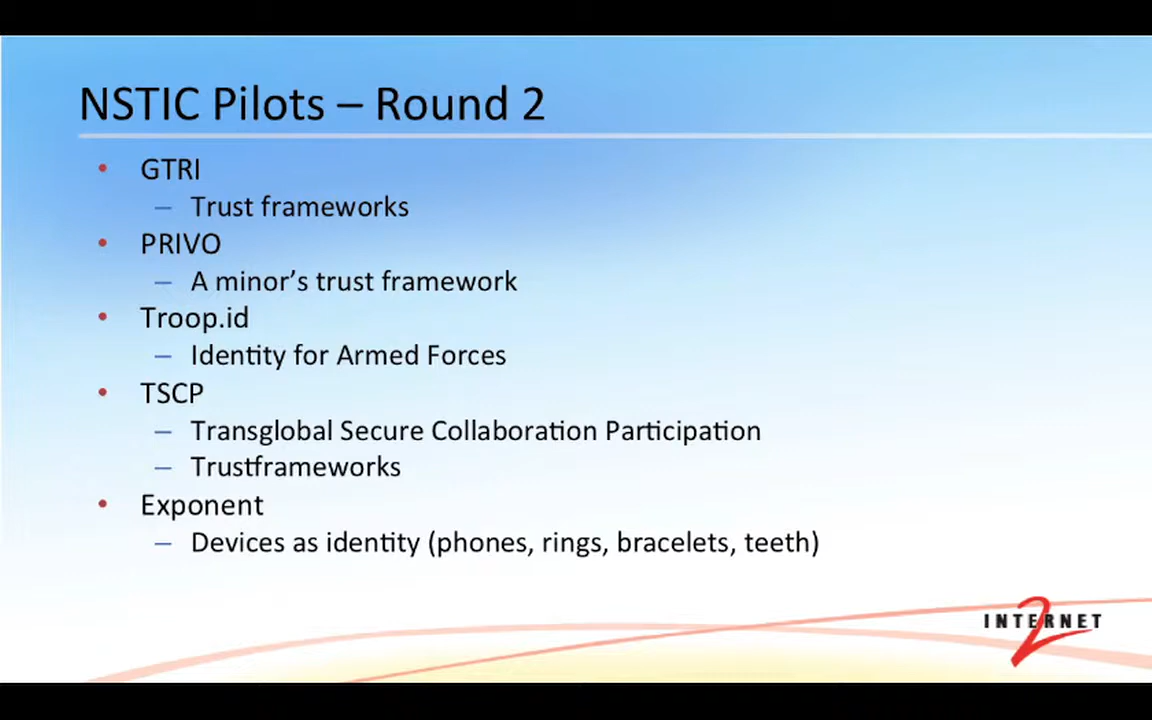 NSTIC Pilots – Round 2
• GTRI
– Trust frameworks
• PRIVO
– A minor's trust framework
• Troop.id
– Identity for Armed Forces
• TSCP
– Transglobal Secure Collaboration Participation
– Trustframeworks
• Exponent
– Devices as identity (phones, rings, bracelets, teeth)
INTERNET
2